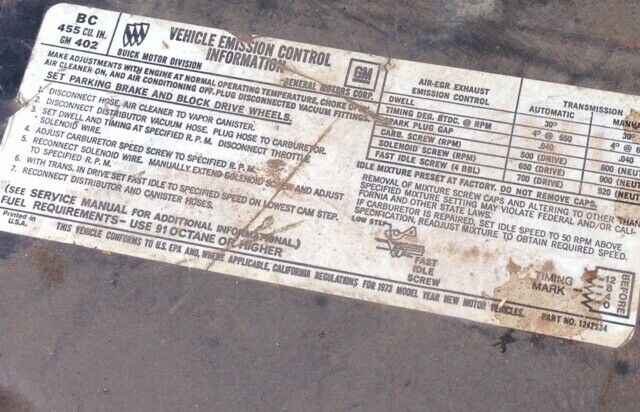 BC
455 CU. IN.
GM 402
BUICK MOTOR DIVISION
VEHICLE EMISSION CONTROL
INFORMATION
GM
GENERAL MOTORS CORP.
MAKE ADJUSTMENTS WITH ENGINE AT NORMAL OPERATING TEMPERATURE, CHOKE OPEN,
AIR CLEANER ON, AND AIR CONDITIONING OFF. PLUG DISCONNECTED VACUUM FITTINGS.
SET PARKING BRAKE AND BLOCK DRIVE WHEELS.
1. DISCONNECT HOSE, AIR CLEANER TO VAPOR CANISTER.
2. DISCONNECT DISTRIBUTOR VACUUM HOSE. PLUG HOSE TO CARBURETOR.
SET DWELL AND TIMING AT SPECIFIED R.P.M. DISCONNECT THROTTLE
SOLENOID WIRE.
4. ADJUST CARBURETOR SPEED SCREW TO SPECIFIED R.P.M.
5. RECONNECT SOLENOID WIRE. MANUALLY EXTEND SOLENOID SCREW AND ADJUST
TO SPECIFIED R.P.M.
6. WITH TRANS. IN DRIVE SET FAST IDLE TO SPECIFIED SPEED ON LOWEST CAM STEP.
7. RECONNECT DISTRIBUTOR AND CANISTER HOSES.
(SEE SERVICE MANUAL FOR ADDITIONAL INFORMATIONAL)
FUEL REQUIREMENTS - USE 91 OCTANE OR HIGHER
Printed in
U.S.A.
THIS VEHICLE CONFORMS TO U.S. EPA AND, WHERE APPLICABLE, CALIFORNIA REGULATIONS FOR 1973 MODEL YEAR NEW MOTOR VEHICLES.
PART NO. 1242534
AIR-EGR, EXHAUST
EMISSION CONTROL
TRANSMISSION
AUTOMATIC
DWELL 30° 30°
TIMING DEG. BTDC. @ RPM 4° @ 650 4° @
SPARK PLUG GAP .040 .040
CARB. SCREW (RPM) 500 (DRIVE) 600
SOLENOID SCREW (RPM) 650 (DRIVE) 900
FAST IDLE SCREW (4 BBL) 700 (DRIVE) 820
IDLE MIXTURE PRESET AT FACTORY. DO NOT REMOVE CAPS.
REMOVAL OF MIXTURE SCREW CAPS AND ALTERING TO OTHER THAN
SPECIFIED MIXTURE SETTING MAY VIOLATE FEDERAL AND/OR CALI-
FORNIA AND OTHER STATE LAWS.
IF CARBURETOR IS REPAIRED, SET IDLE SPEED TO 50 RPM ABOVE
SPECIFICATION. READJUST MIXTURE TO OBTAIN REQUIRED SPEED.
LOW STEP
FAST
IDLE
SCREW
TIMING
MARK
BEFORE